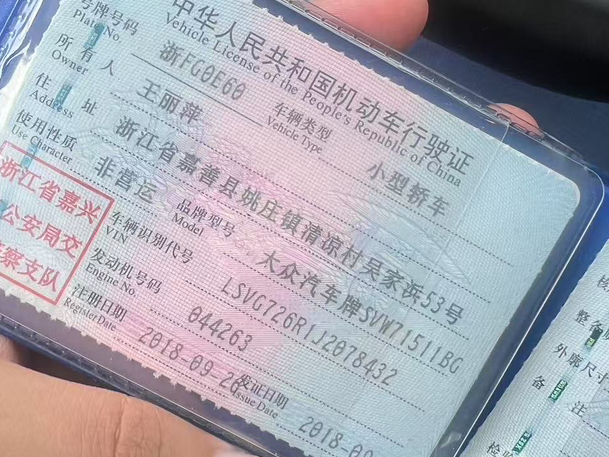 中华人民共和国机动车行驶证
Vehicle License of the People's Republic of China
号牌号码 浙FG0E60 车辆类型 小型轿车
Plate No. Vehicle Type
所有人 王丽萍
Owner
住址 浙江省嘉善县姚庄镇清凉村吴家浜53号
Address
使用性质 非营运 品牌型号 大众汽车牌SVW71511BG
Use Character Model
浙江省嘉兴
公安局交
警察支队
车辆识别代号 LSVG726R1J2078432
VIN
发动机号码 044263
Engine No.
注册日期 2018-09-26 发证日期 2018-09
Register Date Issue Date
整备
外廓尺寸
备注
检验